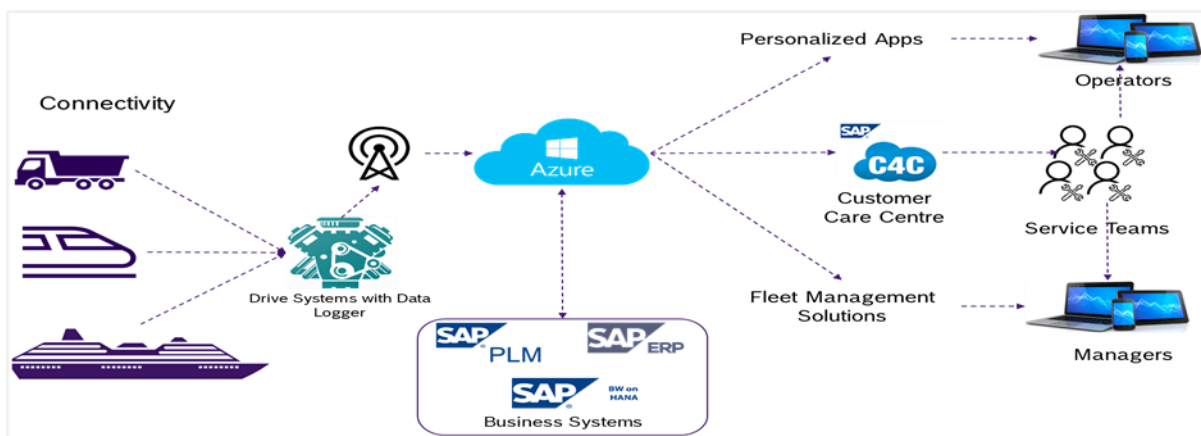 Connectivity
Drive Systems with Data
Logger
Azure
SAP PLM
SAP ERP
SAP BW on
HANA
Business Systems
Personalized Apps
Operators
SAP
C4C
Customer
Care Centre
Service Teams
Fleet Management
Solutions
Managers